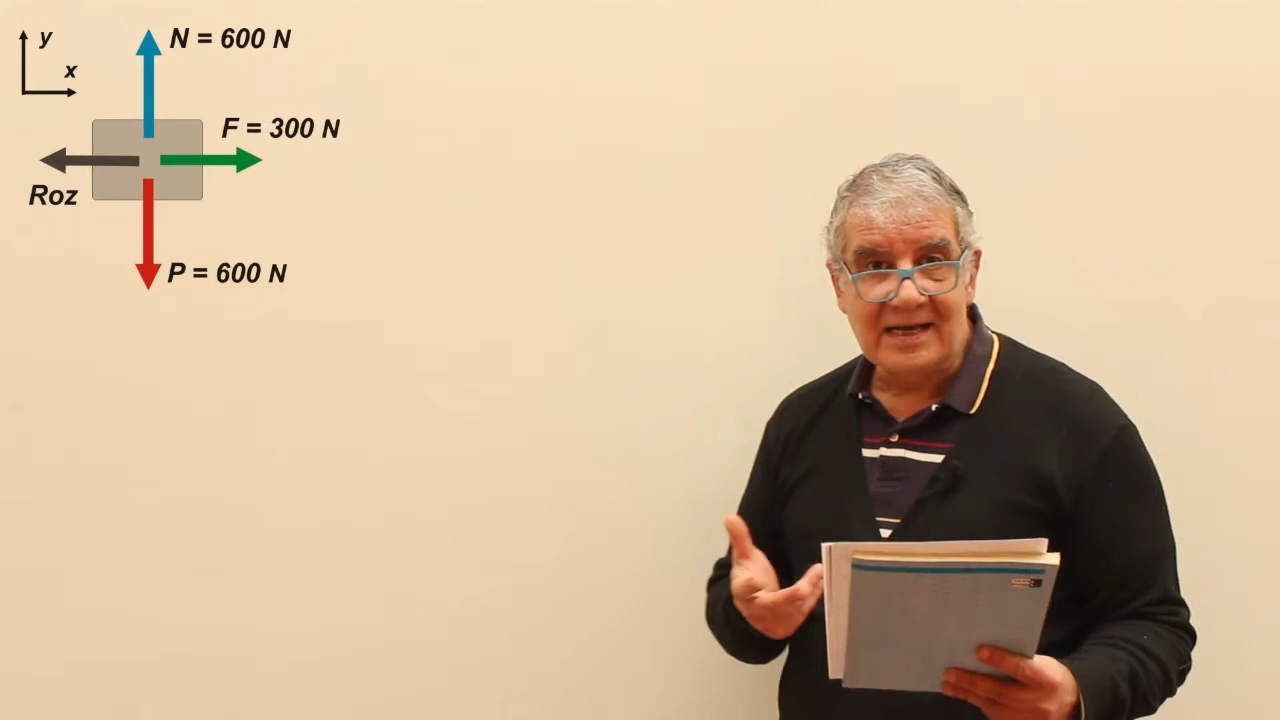 y
x
N = 600 N
F = 300 N
Roz
P = 600 N